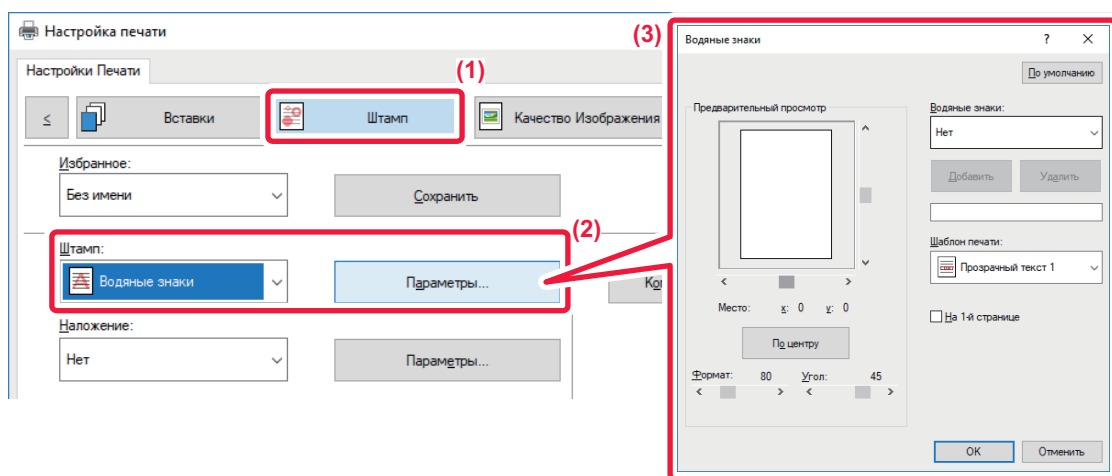 Настройка печати
Настройки Печати
(1)
<
Вставки
Штамп
Качество Изображения
Избранное:
Без имени
Сохранить
(2)
Штамп:
Водяные знаки
Параметры...
Наложение:
Нет
Параметры...
(3)
Водяные знаки
?
По умолчанию
Предварительный просмотр
Водяные знаки:
Нет
Добавить
Удалить
Шаблон печати:
Прозрачный текст 1
Место: x: 0 y: 0
На 1-й странице
По центру
Формат: 80 Угол: 45
OK
Отменить